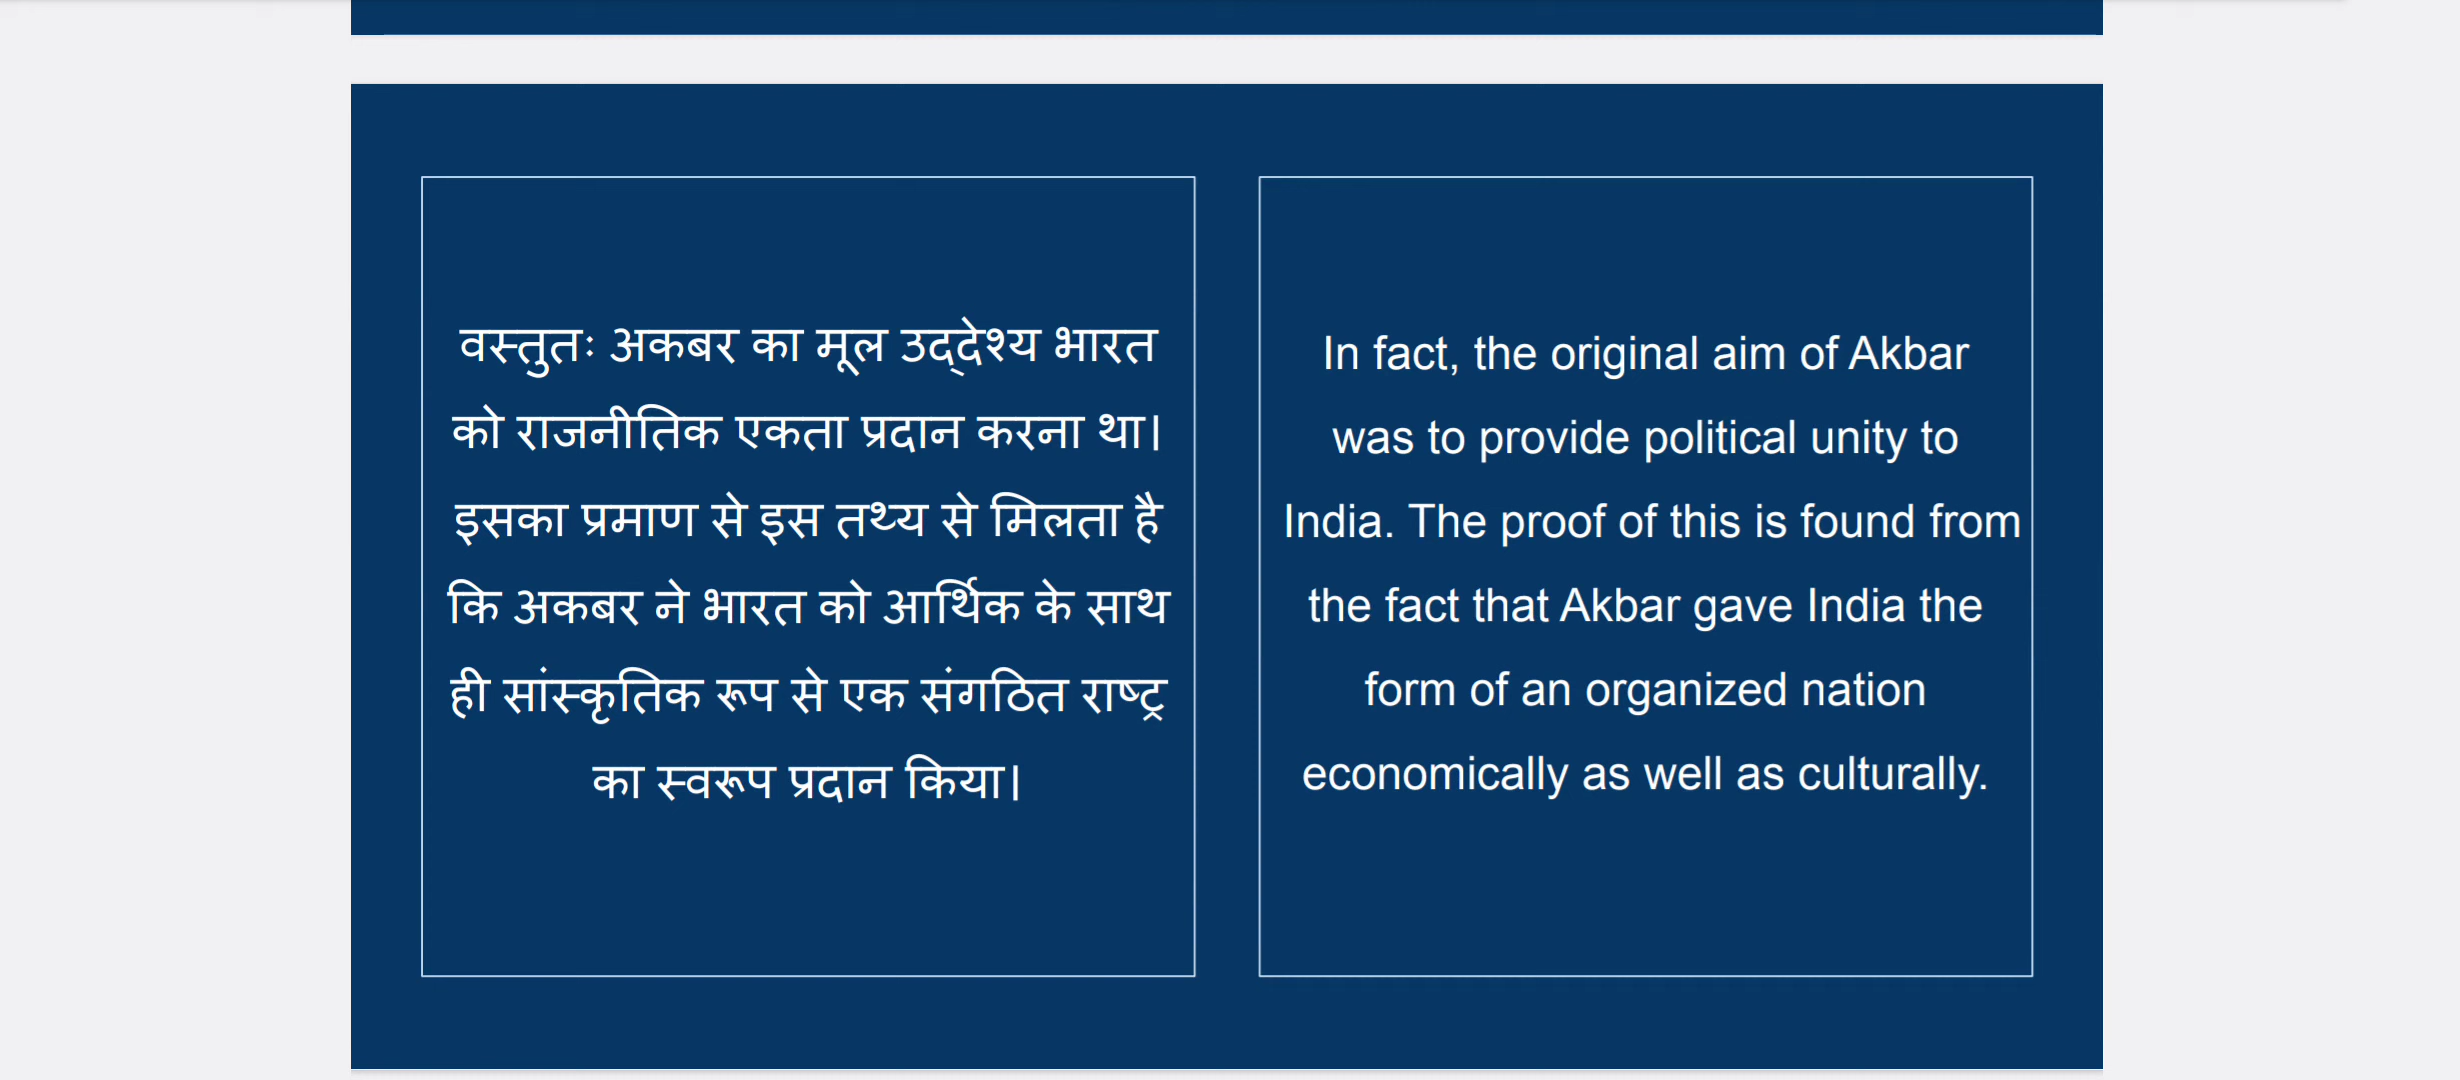 वस्तुतः अकबर का मूल उद्देश्य भारत
को राजनीतिक एकता प्रदान करना था।
इसका प्रमाण से इस तथ्य से मिलता है
कि अकबर ने भारत को आर्थिक के साथ
ही सांस्कृतिक रूप से एक संगठित राष्ट्र
का स्वरूप प्रदान किया।
In fact, the original aim of Akbar
was to provide political unity to
India. The proof of this is found from
the fact that Akbar gave India the
form of an organized nation
economically as well as culturally.